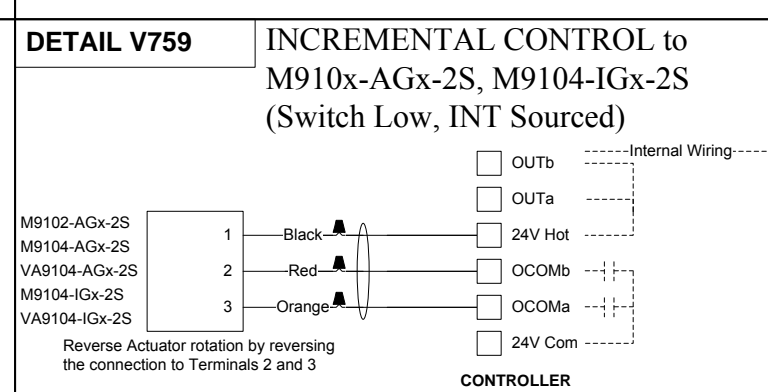 DETAIL V759
INCREMENTAL CONTROL to
M910x-AGx-2S, M9104-IGx-2S
(Switch Low, INT Sourced)
Internal Wiring
OUTb
OUTa
M9102-AGx-2S
M9104-AGx-2S
VA9104-AGx-2S
M9104-IGx-2S
VA9104-IGx-2S
1 Black 24V Hot
2 Red OCOMb
3 Orange OCOMa
24V Com
Reverse Actuator rotation by reversing
the connection to Terminals 2 and 3
CONTROLLER